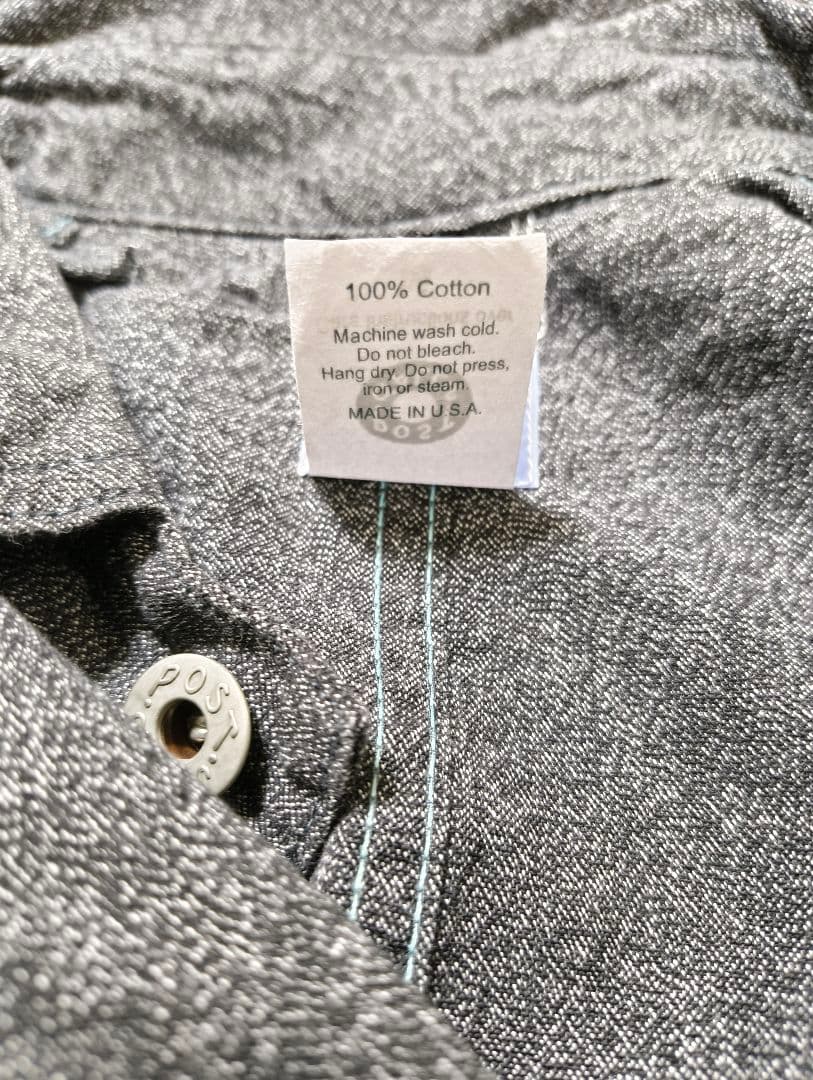 100% Cotton
Machine wash cold.
Do not bleach.
Hang dry. Do not press,
iron or steam.
MADE IN U.S.A.
POST
POST